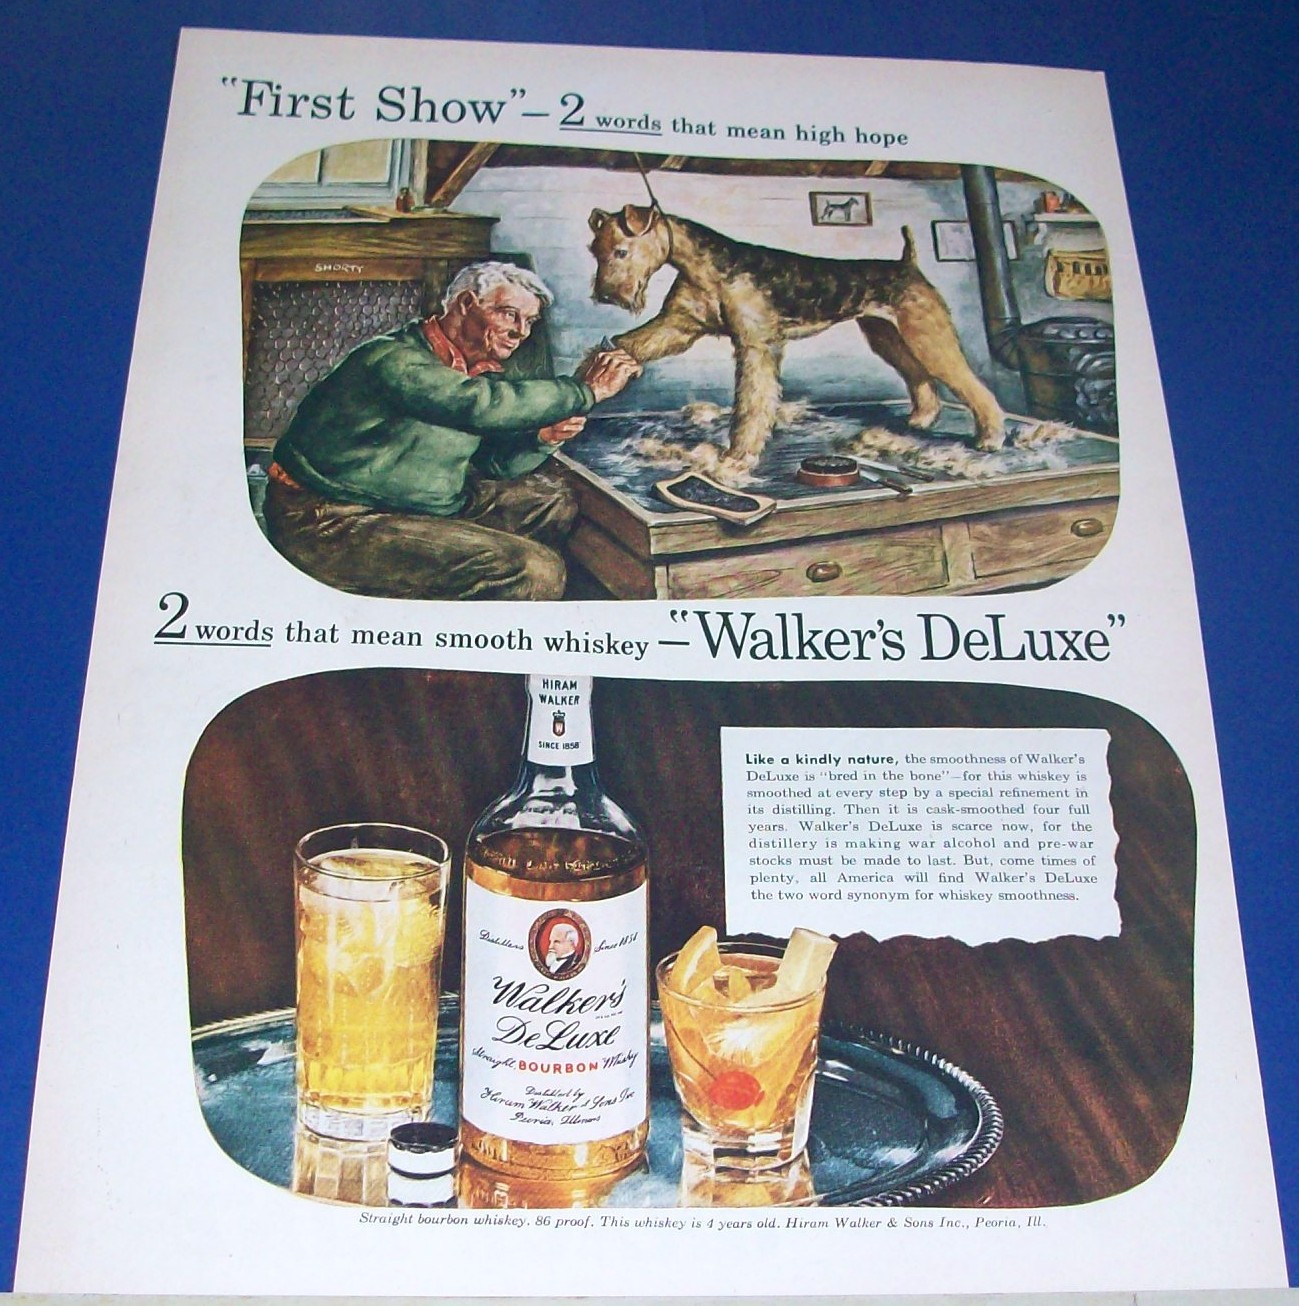 "First Show"—2 words that mean high hope
SHORTY
2 words that mean smooth whiskey—"Walker's DeLuxe"
HIRAM
WALKER
W
SINCE 1858
Like a kindly nature, the smoothness of Walker's
DeLuxe is "bred in the bone"—for this whiskey is
smoothed at every step by a special refinement in
its distilling. Then it is cask-smoothed four full
years. Walker's DeLuxe is scarce now, for the
distillery is making war alcohol and pre-war
stocks must be made to last. But, come times of
plenty, all America will find Walker's DeLuxe
the two word synonym for whiskey smoothness.
Distillers Since 1858
Walker's
DeLuxe
Straight BOURBON Whisky
Distilled by
Hiram Walker & Sons Inc
Peoria, Illinois
Straight bourbon whiskey. 86 proof. This whiskey is 4 years old. Hiram Walker & Sons Inc., Peoria, Ill.